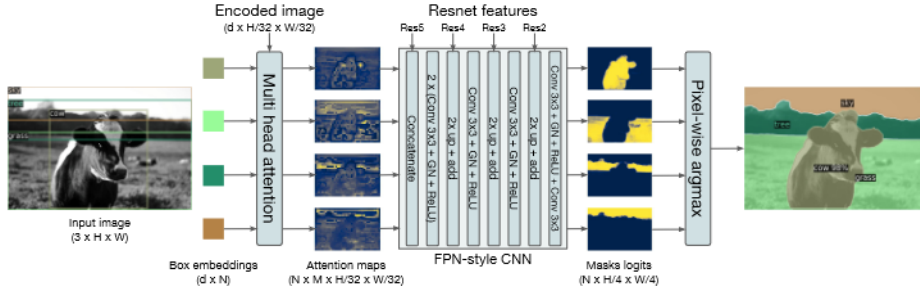 Encoded image
(d x H/32 x W/32)
Resnet features
Res5
Res4
Res3
Res2
sky
tree
cow
grass
Input image
(3 x H x W)
Box embeddings
(d x N)
Multi head attention
Attention maps
(N x M x H/32 x W/32)
Concatenate
2 x (Conv 3x3 + GN + ReLU)
2x up + add
Conv 3x3 + GN + ReLU
2x up + add
Conv 3x3 + GN + ReLU
2x up + add
Conv 3x3 + GN + ReLU + Conv 3x3
FPN-style CNN
Masks logits
(N x H/4 x W/4)
Pixel-wise argmax
sky
tree
grass